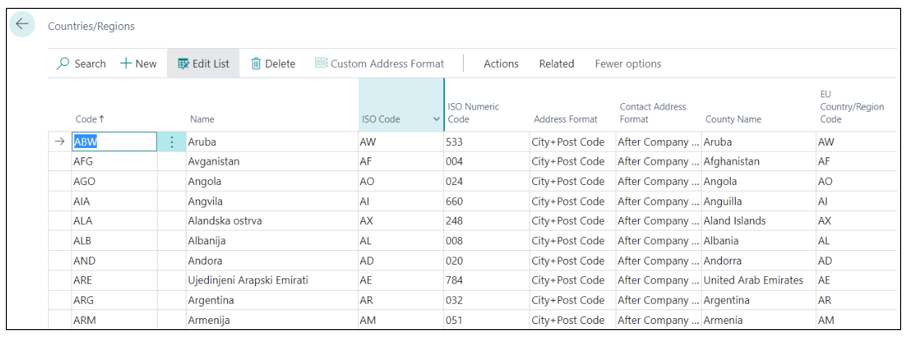 Countries/Regions
Search New Edit List Delete Custom Address Format Actions Related Fewer options
Code↑ Name ISO Code ISO Numeric Code Address Format Contact Address Format County Name EU Country/Region Code
ABW Aruba AW 533 City+Post Code After Company ... Aruba AW
AFG Avganistan AF 004 City+Post Code After Company ... Afghanistan AF
AGO Angola AO 024 City+Post Code After Company ... Angola AO
AIA Angvila AI 660 City+Post Code After Company ... Anguilla AI
ALA Alandska ostrva AX 248 City+Post Code After Company ... Aland Islands AX
ALB Albanija AL 008 City+Post Code After Company ... Albania AL
AND Andora AD 020 City+Post Code After Company ... Andorra AD
ARE Ujedinjeni Arapski Emirati AE 784 City+Post Code After Company ... United Arab Emirates AE
ARG Argentina AR 032 City+Post Code After Company ... Argentina AR
ARM Armenija AM 051 City+Post Code After Company ... Armenia AM